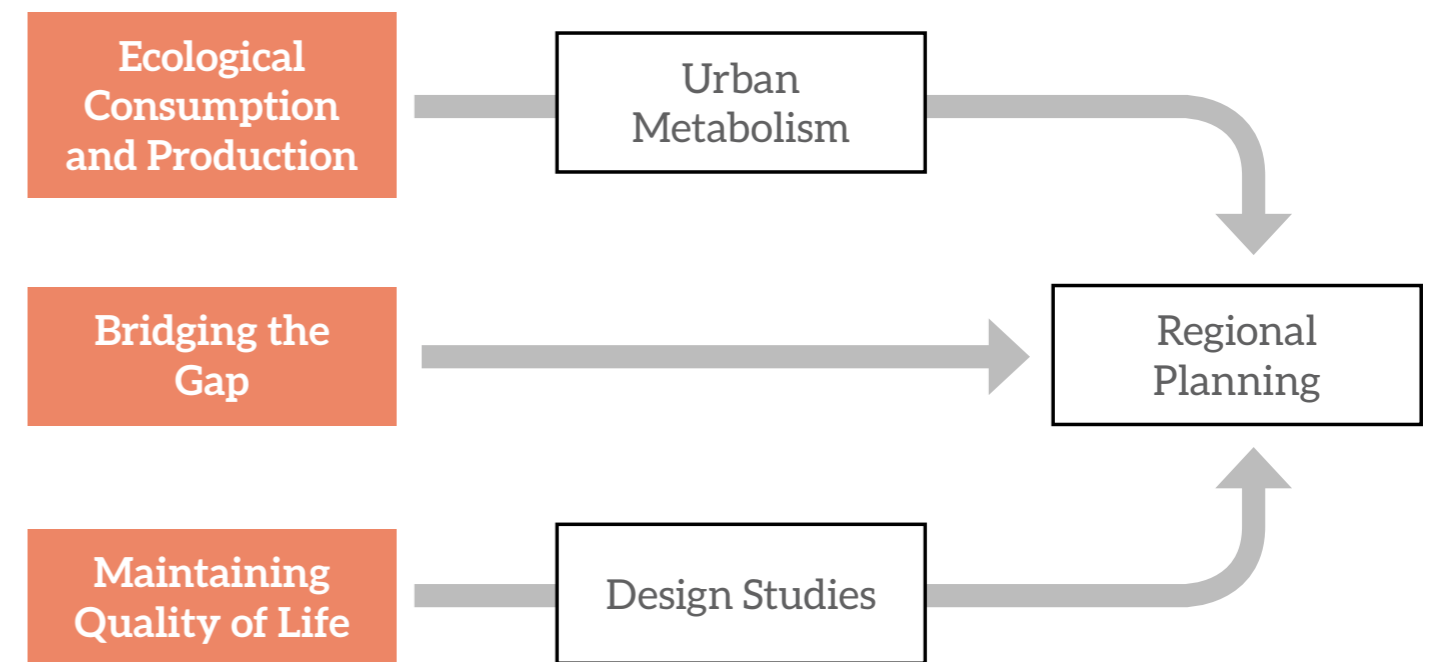 Ecological
Consumption
and Production
Urban
Metabolism
Bridging the
Gap
Regional
Planning
Maintaining
Quality of Life
Design Studies